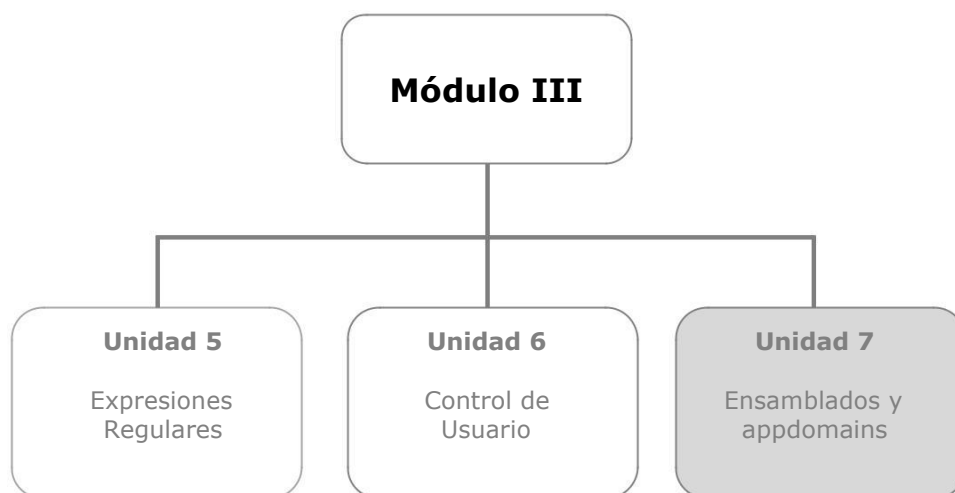 Módulo III
Unidad 5
Expresiones
Regulares
Unidad 6
Control de
Usuario
Unidad 7
Ensamblados y
appdomains